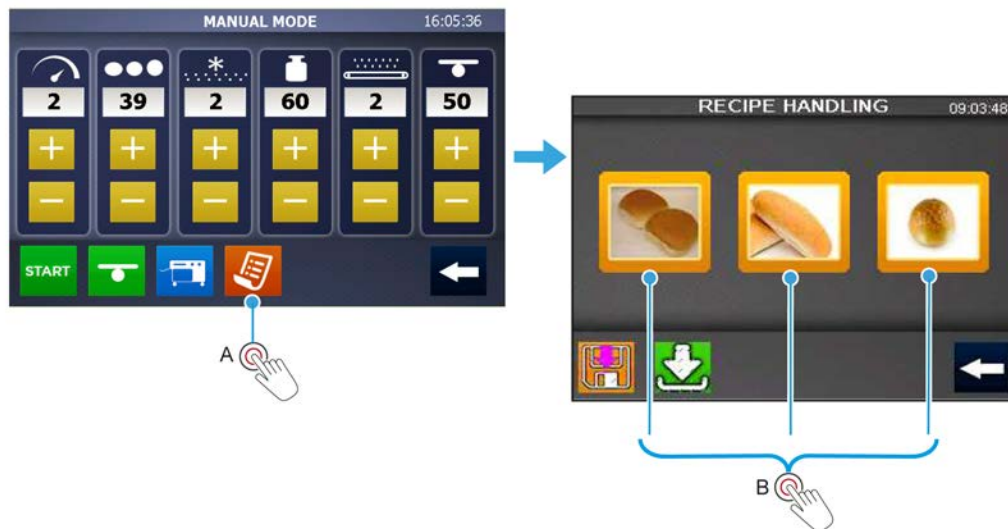 MANUAL MODE 16:05:36
2 39 2 60 2 50
+ + + + + +
− − − − − −
START
A
RECIPE HANDLING 09:03:48
B